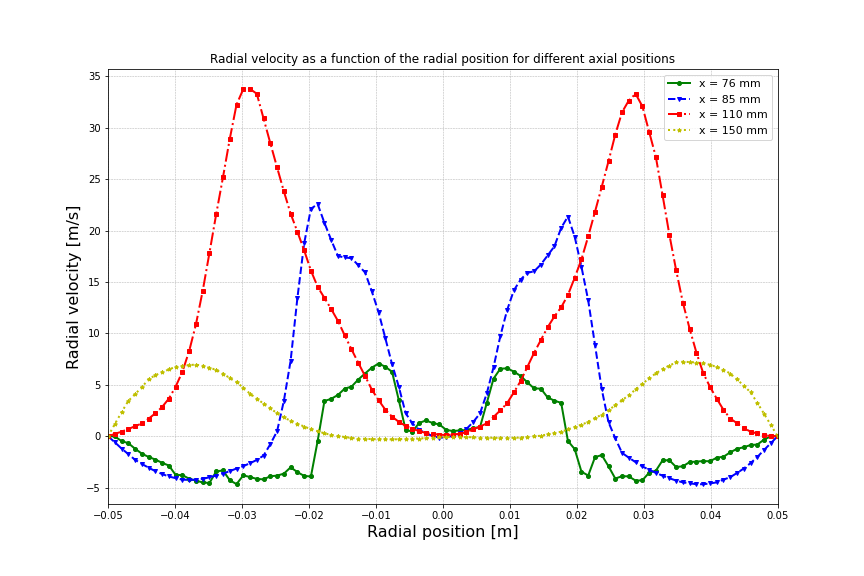 Radial velocity as a function of the radial position for different axial positions
x = 76 mm
x = 85 mm
x = 110 mm
x = 150 mm
Radial velocity [m/s]
35
30
25
20
15
10
5
0
−5
−0.05 −0.04 −0.03 −0.02 −0.01 0.00 0.01 0.02 0.03 0.04 0.05
Radial position [m]